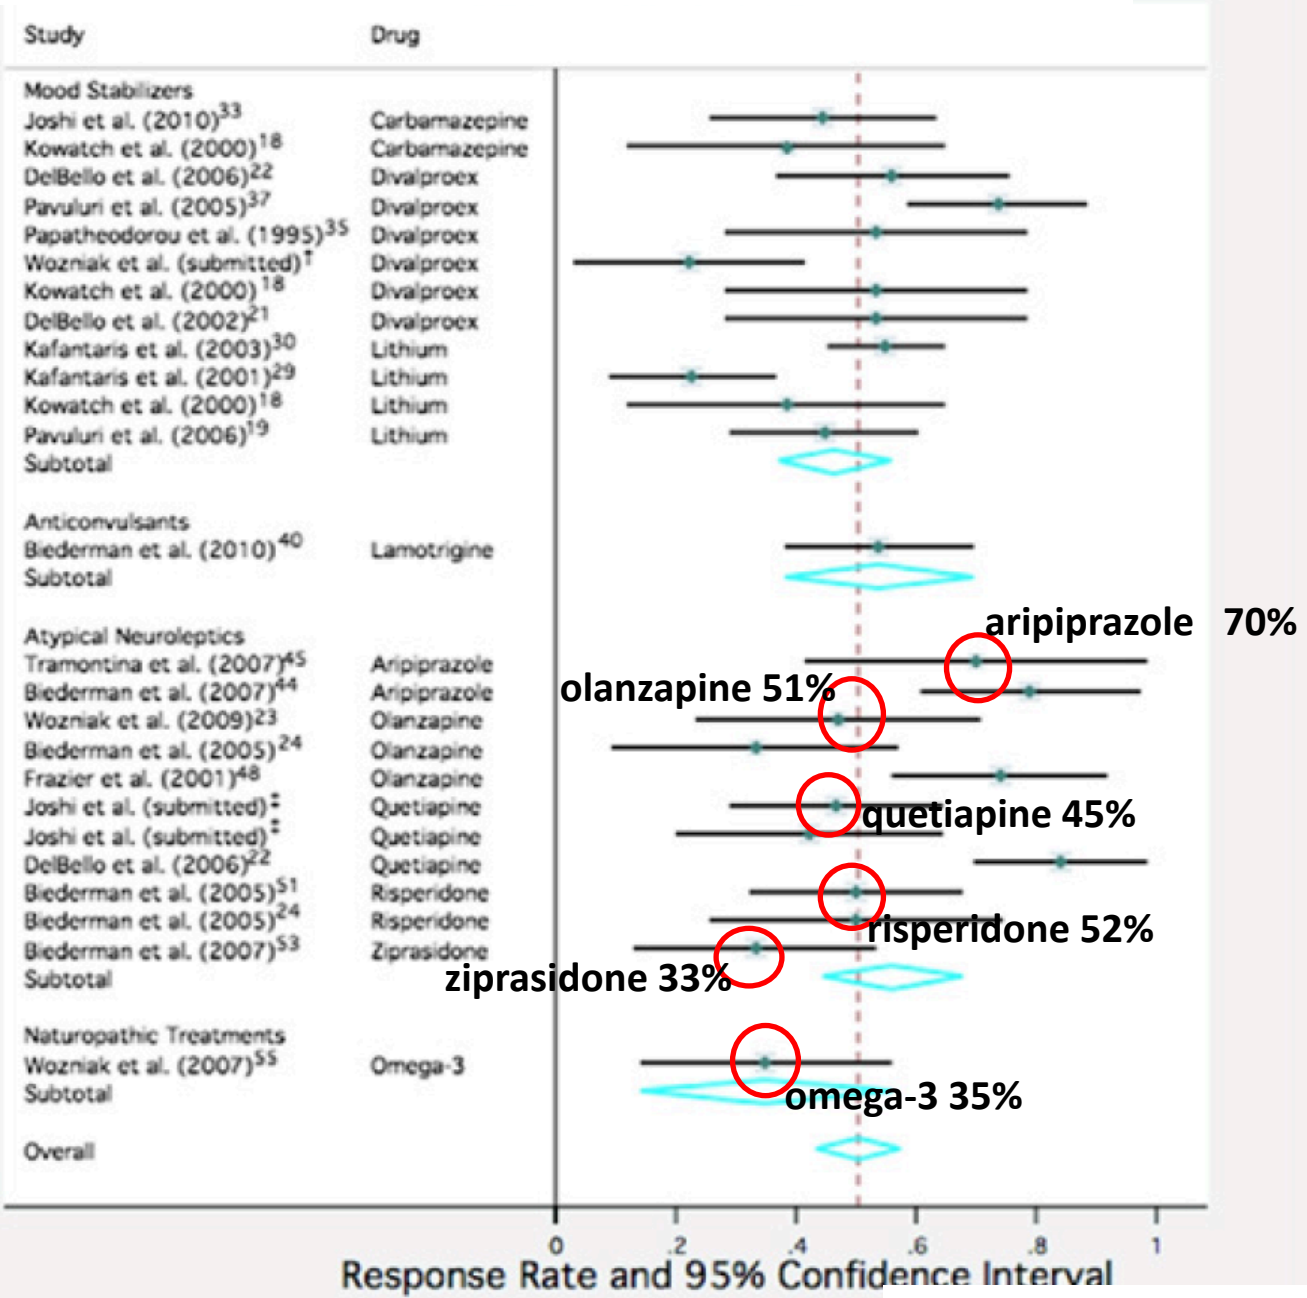 Study Drug
Mood Stabilizers
Joshi et al. (2010)33 Carbamazepine
Kowatch et al. (2000)18 Carbamazepine
DelBello et al. (2006)22 Divalproex
Pavuluri et al. (2005)37 Divalproex
Papatheodorou et al. (1995)35 Divalproex
Wozniak et al. (submitted)† Divalproex
Kowatch et al. (2000)18 Divalproex
DelBello et al. (2002)21 Divalproex
Kafantaris et al. (2003)30 Lithium
Kafantaris et al. (2001)29 Lithium
Kowatch et al. (2000)18 Lithium
Pavuluri et al. (2006)19 Lithium
Subtotal
Anticonvulsants
Biederman et al. (2010)40 Lamotrigine
Subtotal
aripiprazole 70%
Atypical Neuroleptics
Tramontina et al. (2007)45 Aripiprazole
Biederman et al. (2007)44 Aripiprazole
olanzapine 51%
Wozniak et al. (2009)23 Olanzapine
Biederman et al. (2005)24 Olanzapine
Frazier et al. (2001)48 Olanzapine
Joshi et al. (submitted)‡ Quetiapine
quetiapine 45%
Joshi et al. (submitted)‡ Quetiapine
DelBello et al. (2006)22 Quetiapine
Biederman et al. (2005)51 Risperidone
Biederman et al. (2005)24 Risperidone
risperidone 52%
Biederman et al. (2007)53 Ziprasidone
ziprasidone 33%
Subtotal
Naturopathic Treatments
Wozniak et al. (2007)55 Omega-3
Subtotal
omega-3 35%
Overall
0 .2 .4 .6 .8 1
Response Rate and 95% Confidence Interval